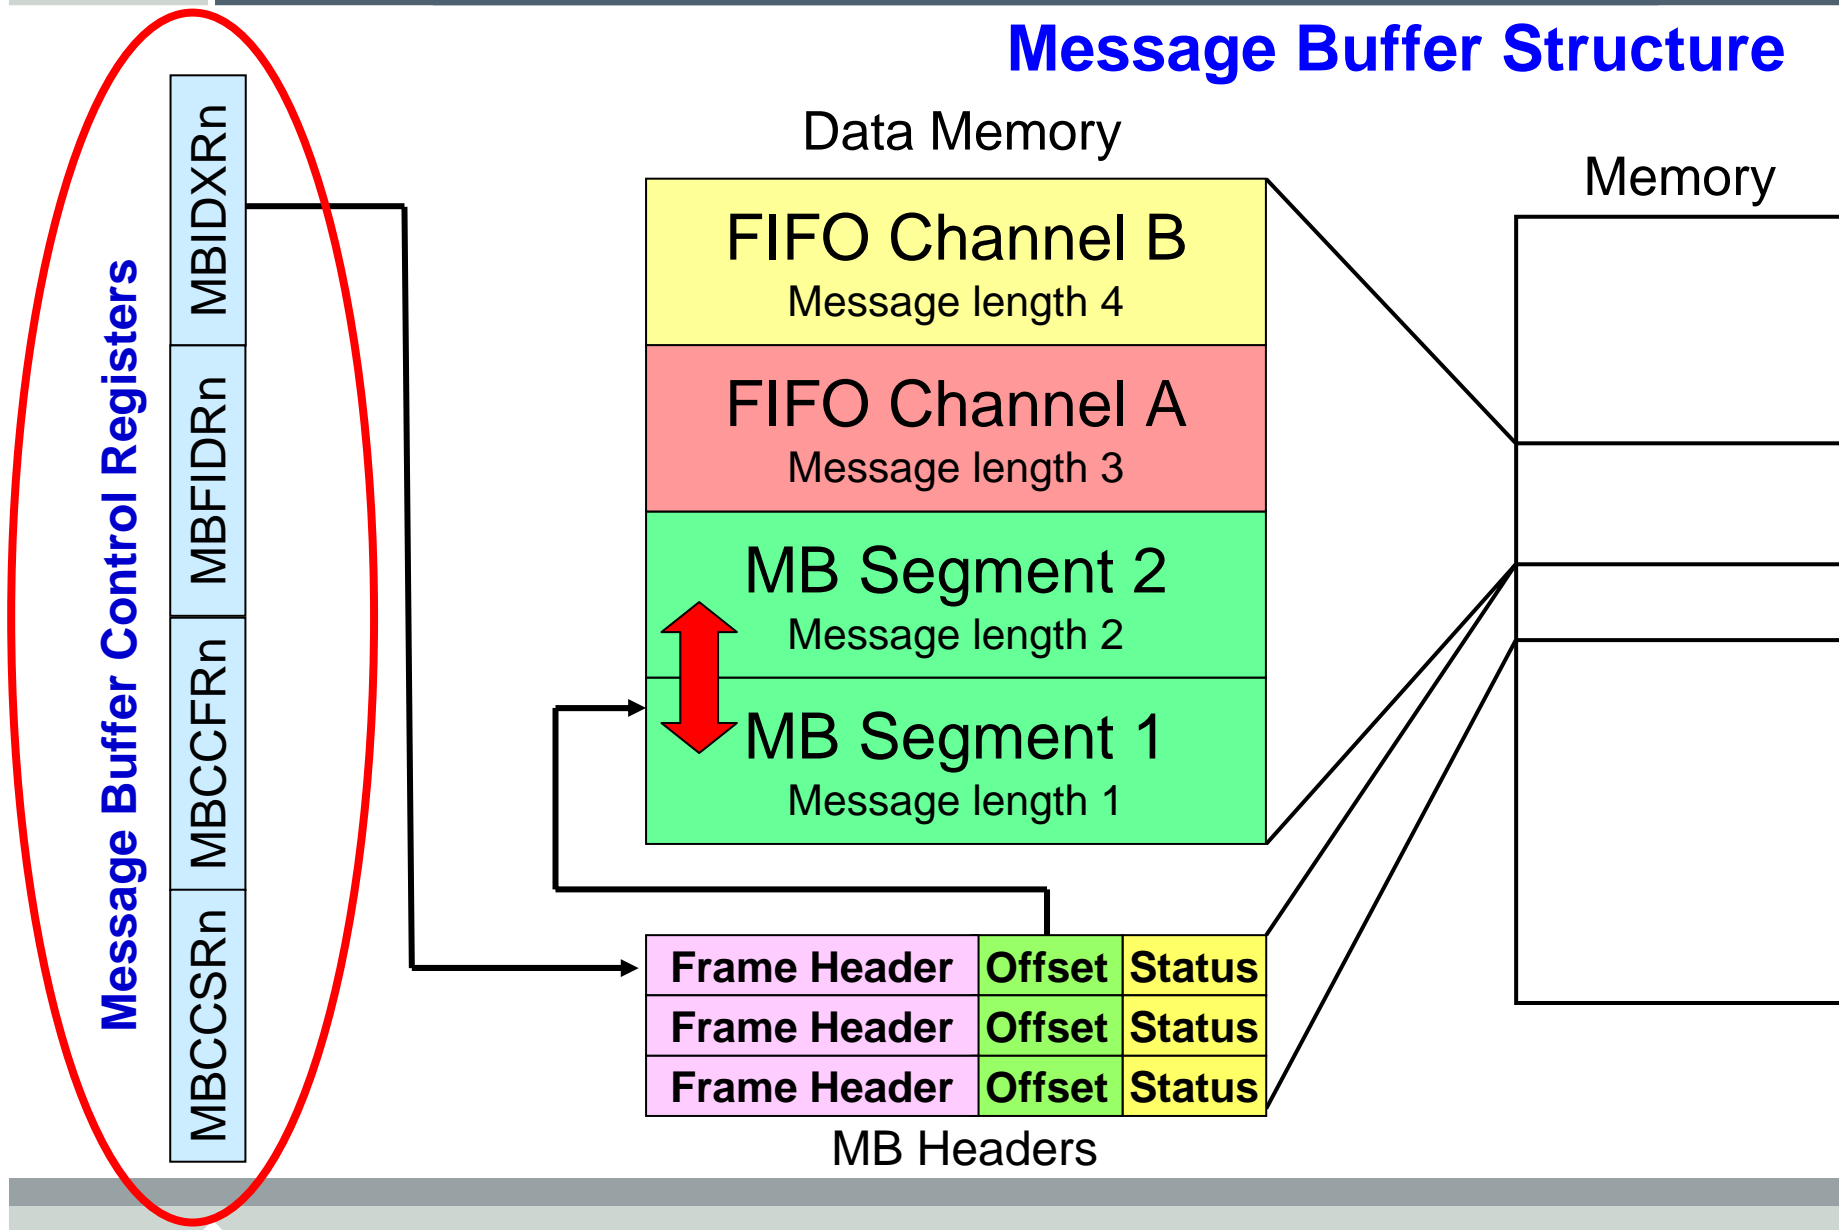 Message Buffer Structure
Message Buffer Control Registers
MBIDXRn
MBFIDRn
MBCCFRn
MBCCSRn
Data Memory
FIFO Channel B
Message length 4
FIFO Channel A
Message length 3
MB Segment 2
Message length 2
MB Segment 1
Message length 1
Frame Header Offset Status
Frame Header Offset Status
Frame Header Offset Status
MB Headers
Memory